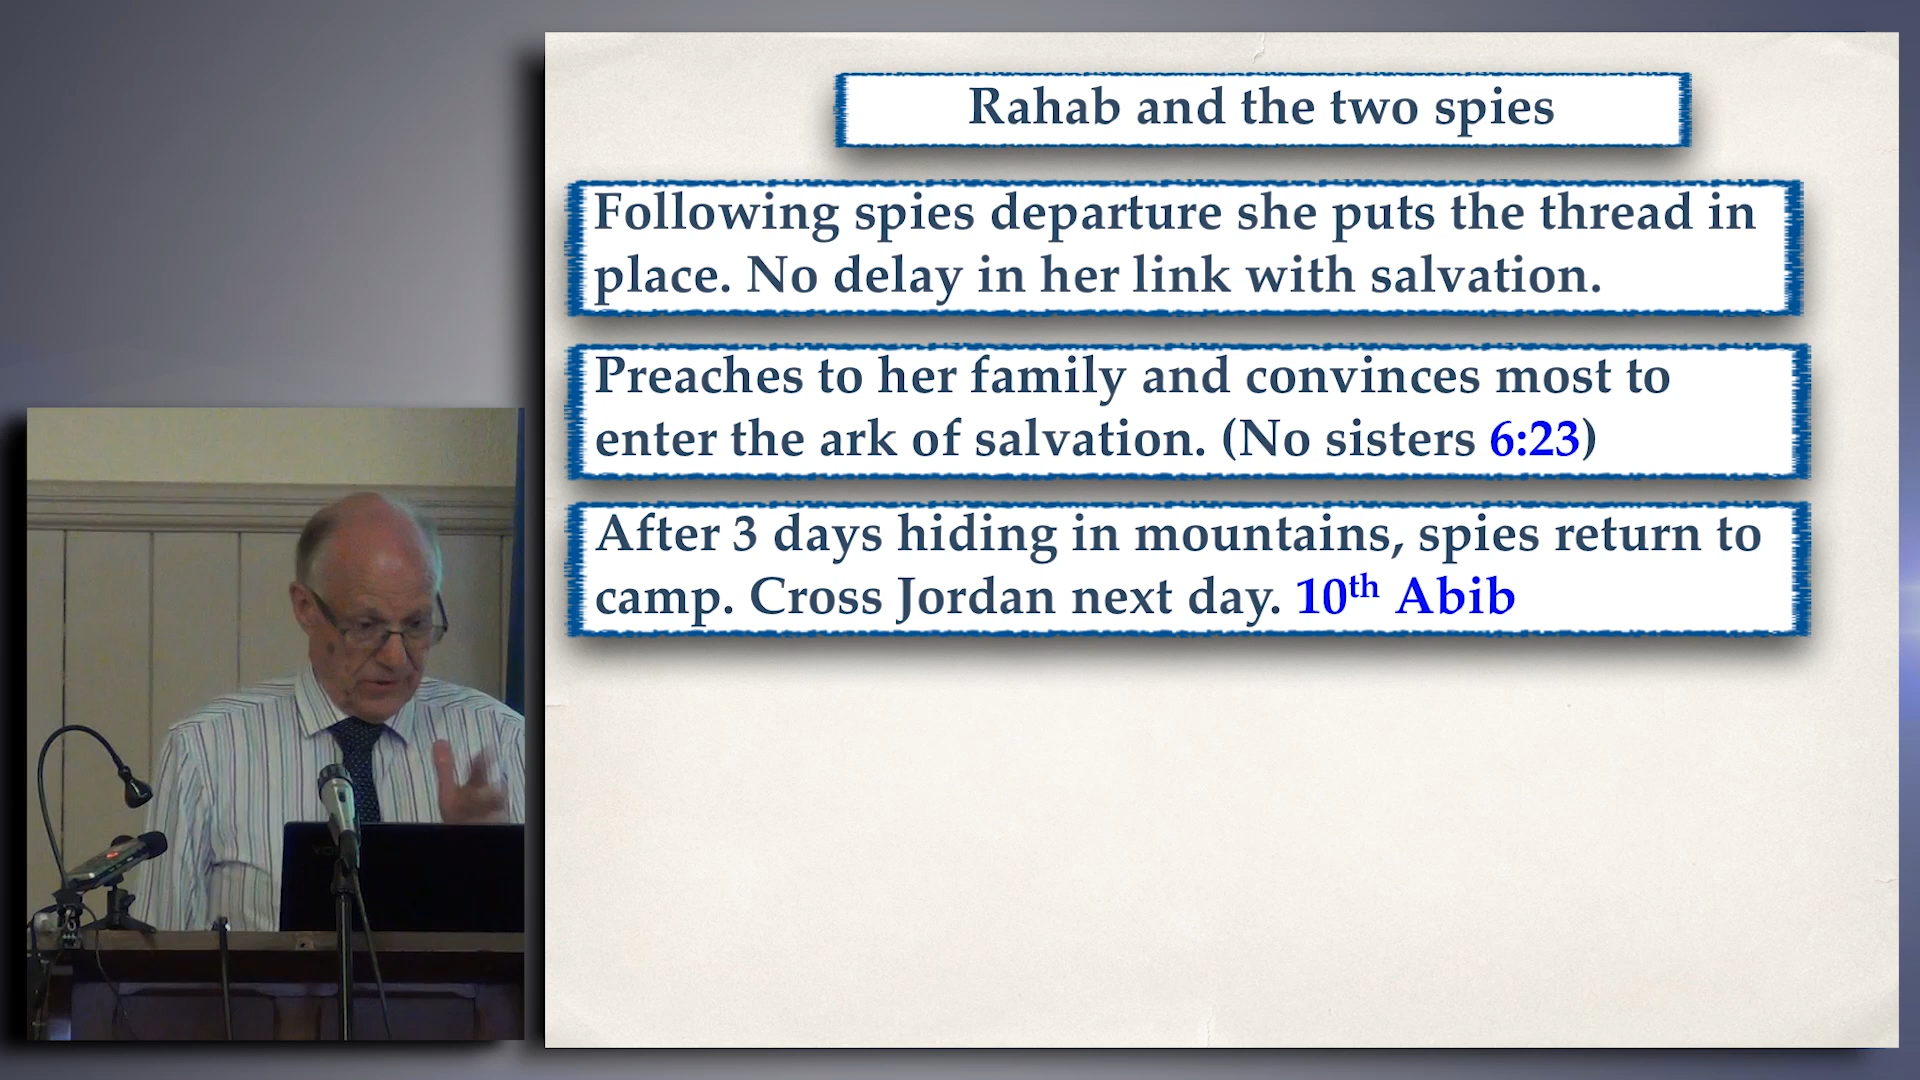 Rahab and the two spies
Following spies departure she puts the thread in
place. No delay in her link with salvation.
Preaches to her family and convinces most to
enter the ark of salvation. (No sisters 6:23)
After 3 days hiding in mountains, spies return to
camp. Cross Jordan next day. 10th Abib